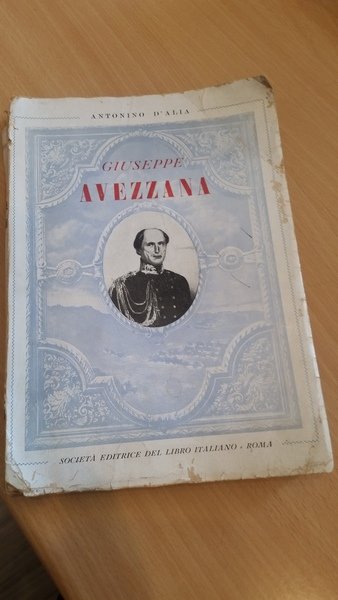 ANTONINO D'ALIA
GIUSEPPE
AVEZZANA
SOCIETÀ EDITRICE DEL LIBRO ITALIANO - ROMA